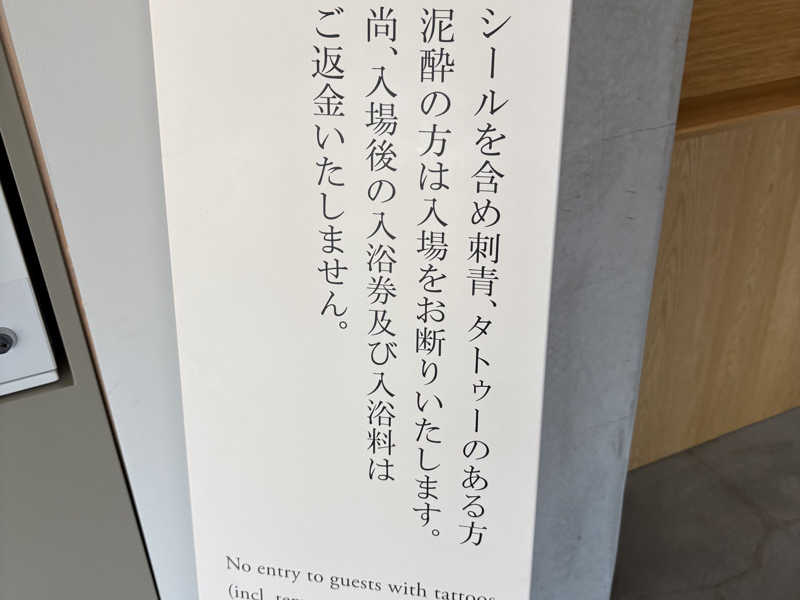 シールを含め刺青、タトゥーのある方
泥酔の方は入場をお断りいたします。
尚、入場後の入浴券及び入浴料は
ご返金いたしません。
No entry to guests with tattoos
(incl.